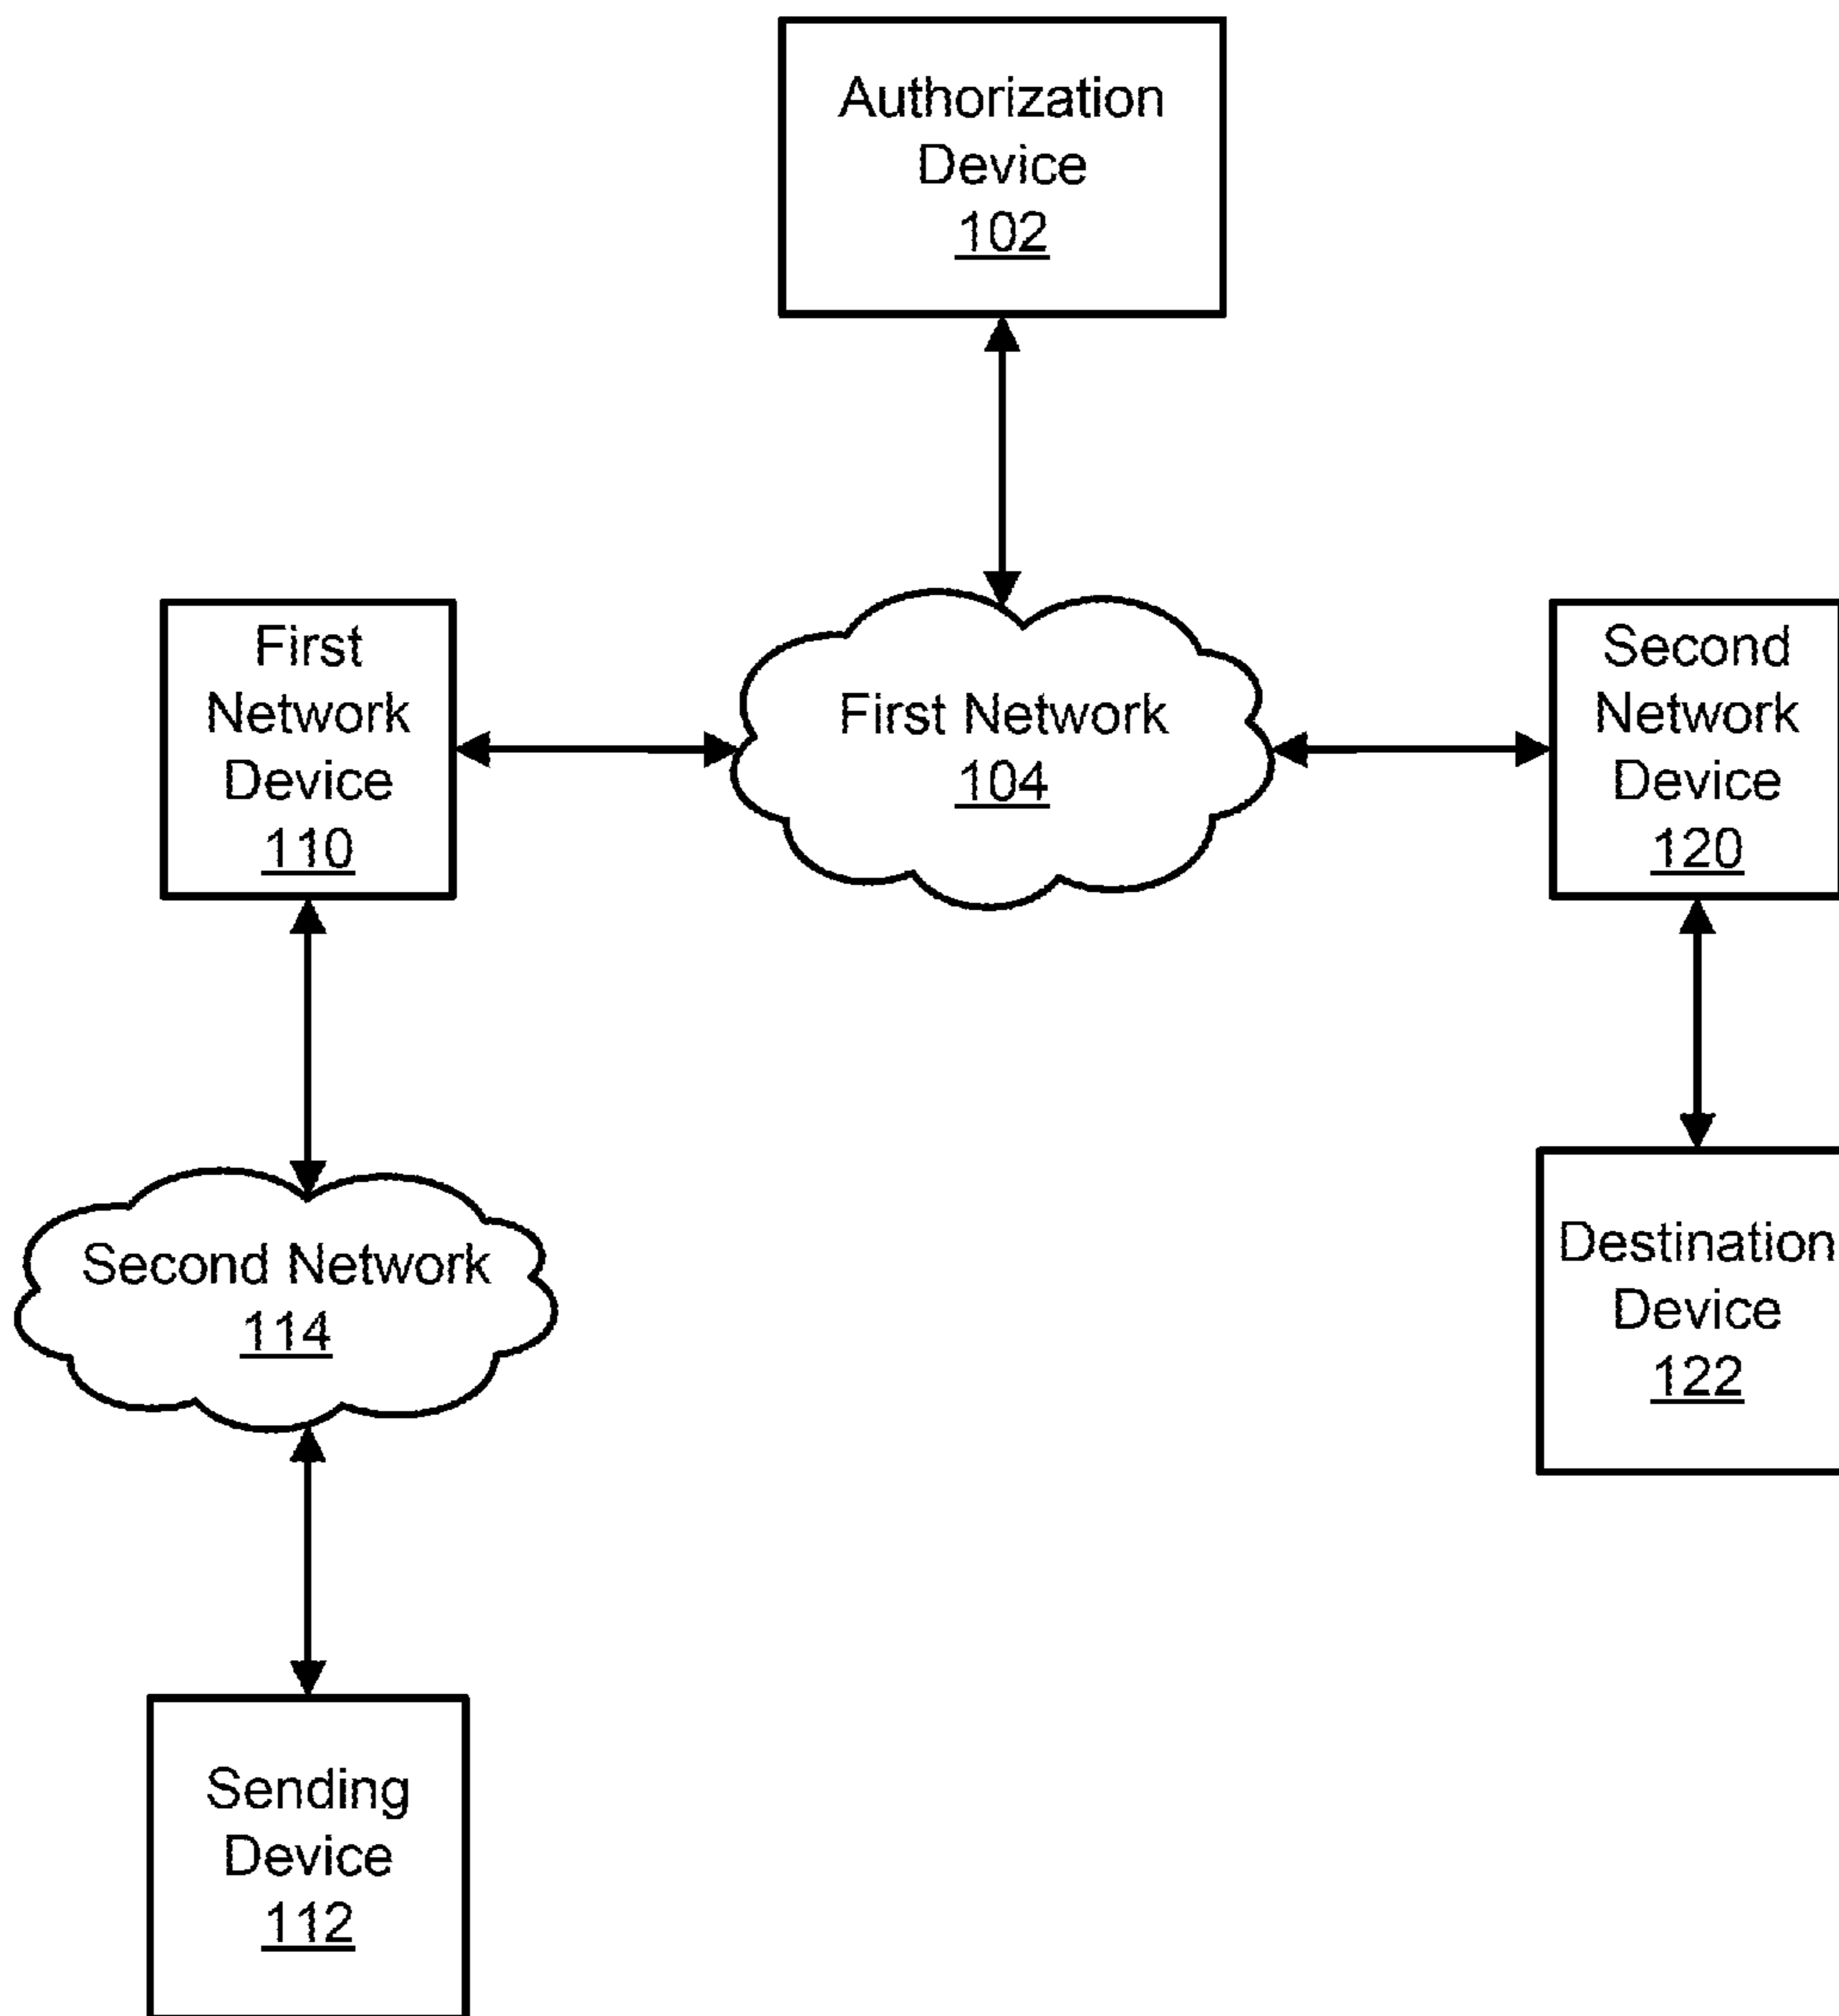 Authorization
Device
102
First
Network
Device
110
First Network
104
Second
Network
Device
120
Second Network
114
Destination
Device
122
Sending
Device
112